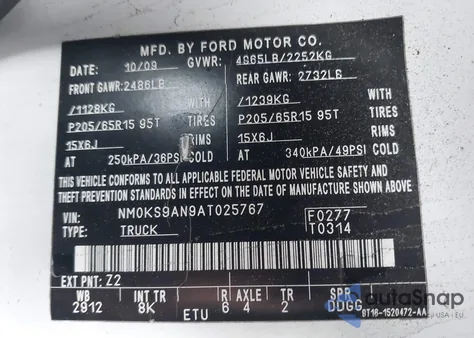 MFD. BY FORD MOTOR CO.
DATE: 10/09 GVWR: 4965LB/2252KG
FRONT GAWR: 2486LB REAR GAWR: 2732LB
/1128KG WITH /1239KG WITH
P205/65R15 95T TIRES P205/65R15 95T TIRES
15X6J RIMS 15X6J RIMS
AT 250kPA/36PSI COLD AT 340kPA/49PSI COLD
THIS VEHICLE CONFORMS TO ALL APPLICABLE FEDERAL MOTOR VEHICLE SAFETY
AND THEFT PREVENTION STANDARDS IN EFFECT ON THE DATE OF MANUFACTURE SHOWN ABOVE.
VIN: NM0KS9AN9AT025767 F0277
TYPE: TRUCK T0314
EXT PNT: Z2
WB INT TR R AXLE TR SPR
2912 8K 6 4 2 DDGG
ETU
autoSnap